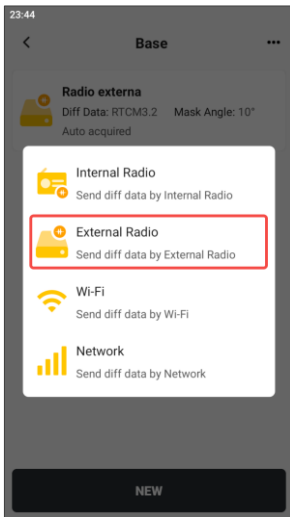 23:44
Base
Radio externa
Diff Data: RTCM3.2 Mask Angle: 10°
Auto acquired
Internal Radio
Send diff data by Internal Radio
External Radio
Send diff data by External Radio
Wi-Fi
Send diff data by Wi-Fi
Network
Send diff data by Network
NEW